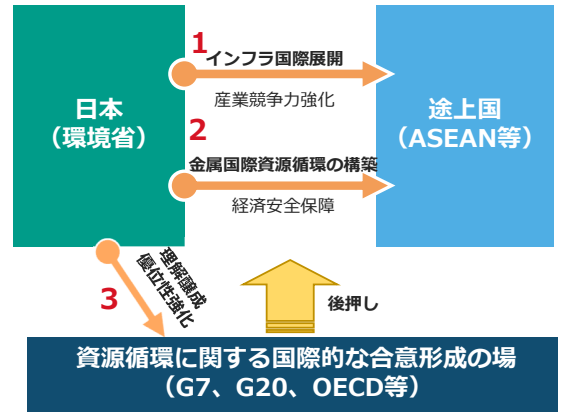 1
インフラ国際展開
産業競争力強化
日本
（環境省）
2
金属国際資源循環の構築
経済安全保障
途上国
（ASEAN等）
3
理解醸成
優位性強化
後押し
資源循環に関する国際的な合意形成の場
（G7、G20、OECD等）